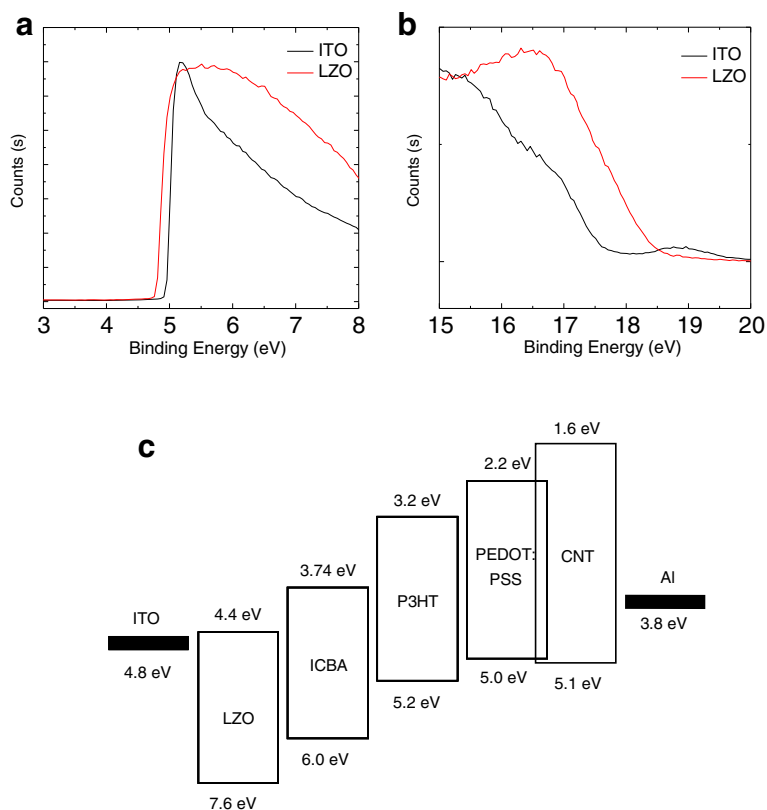 a
ITO
LZO
Counts (s)
3 4 5 6 7 8
Binding Energy (eV)
b
ITO
LZO
Counts (s)
15 16 17 18 19 20
Binding Energy (eV)
c
1.6 eV
2.2 eV
3.2 eV
3.74 eV
4.4 eV
ITO
4.8 eV
LZO
7.6 eV
ICBA
6.0 eV
P3HT
5.2 eV
PEDOT:
PSS
5.0 eV
CNT
5.1 eV
Al
3.8 eV